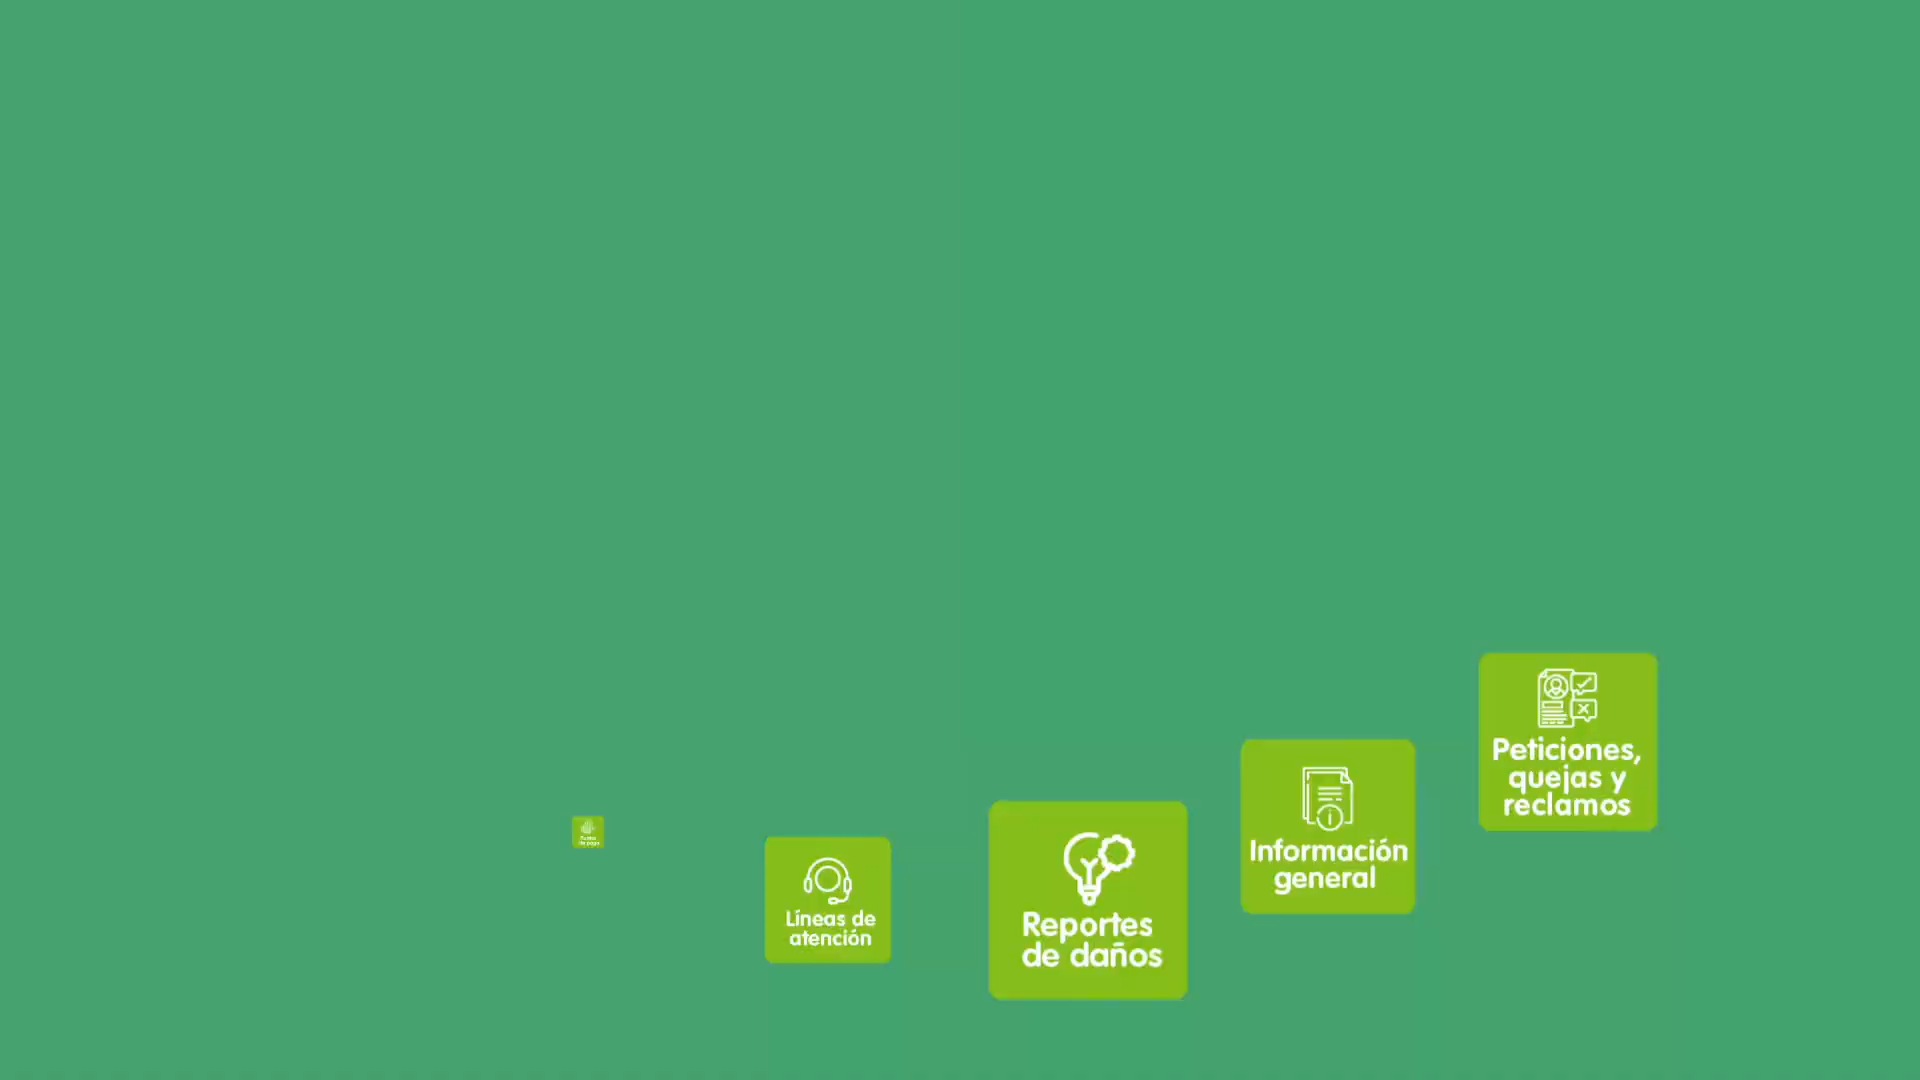 Peticiones,
quejas y
reclamos
Información
general
Reportes
de daños
Líneas de
atención